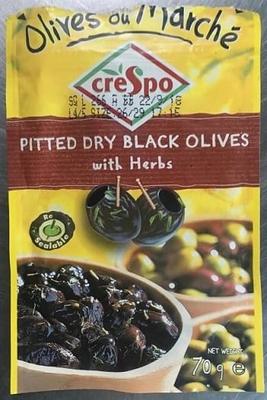 Olives du Marché
creSpo
PITTED DRY BLACK OLIVES
with Herbs
Re
Sealable
NET WEIGHT
70g e